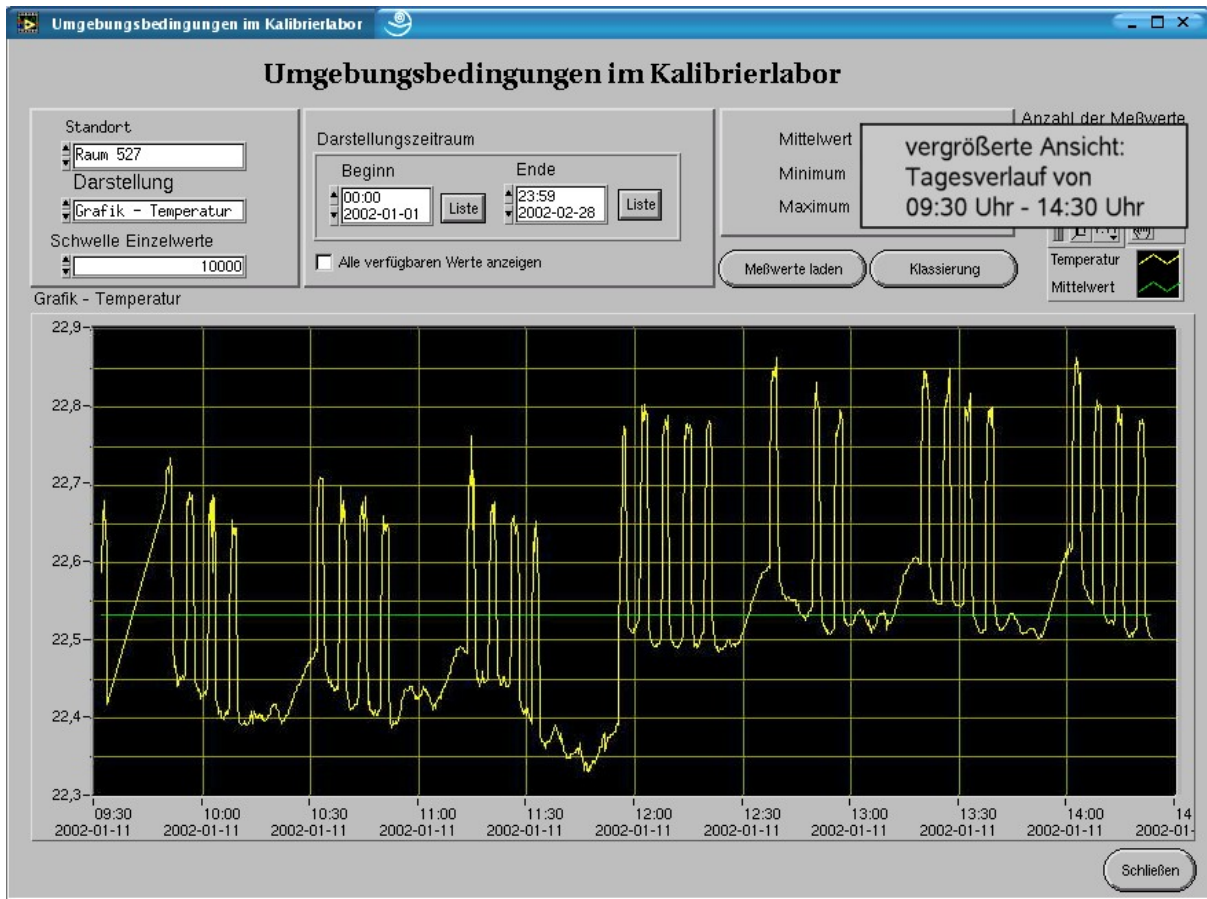 Umgebungsbedingungen im Kalibrierlabor
Umgebungsbedingungen im Kalibrierlabor
Standort
Raum 527
Darstellung
Grafik - Temperatur
Schwelle Einzelwerte
10000
Darstellungszeitraum
Beginn
00:00
2002-01-01
Liste
Ende
23:59
2002-02-28
Liste
Alle verfügbaren Werte anzeigen
Mittelwert
Minimum
Maximum
Anzahl der Meßwerte
vergrößerte Ansicht:
Tagesverlauf von
09:30 Uhr - 14:30 Uhr
Meßwerte laden
Klassierung
Temperatur
Mittelwert
Grafik - Temperatur
22,9
22,8
22,7
22,6
22,5
22,4
22,3
09:30 10:00 10:30 11:00 11:30 12:00 12:30 13:00 13:30 14:00 14
2002-01-11 2002-01-11 2002-01-11 2002-01-11 2002-01-11 2002-01-11 2002-01-11 2002-01-11 2002-01-11 2002-01-11 2002-01-
Schließen